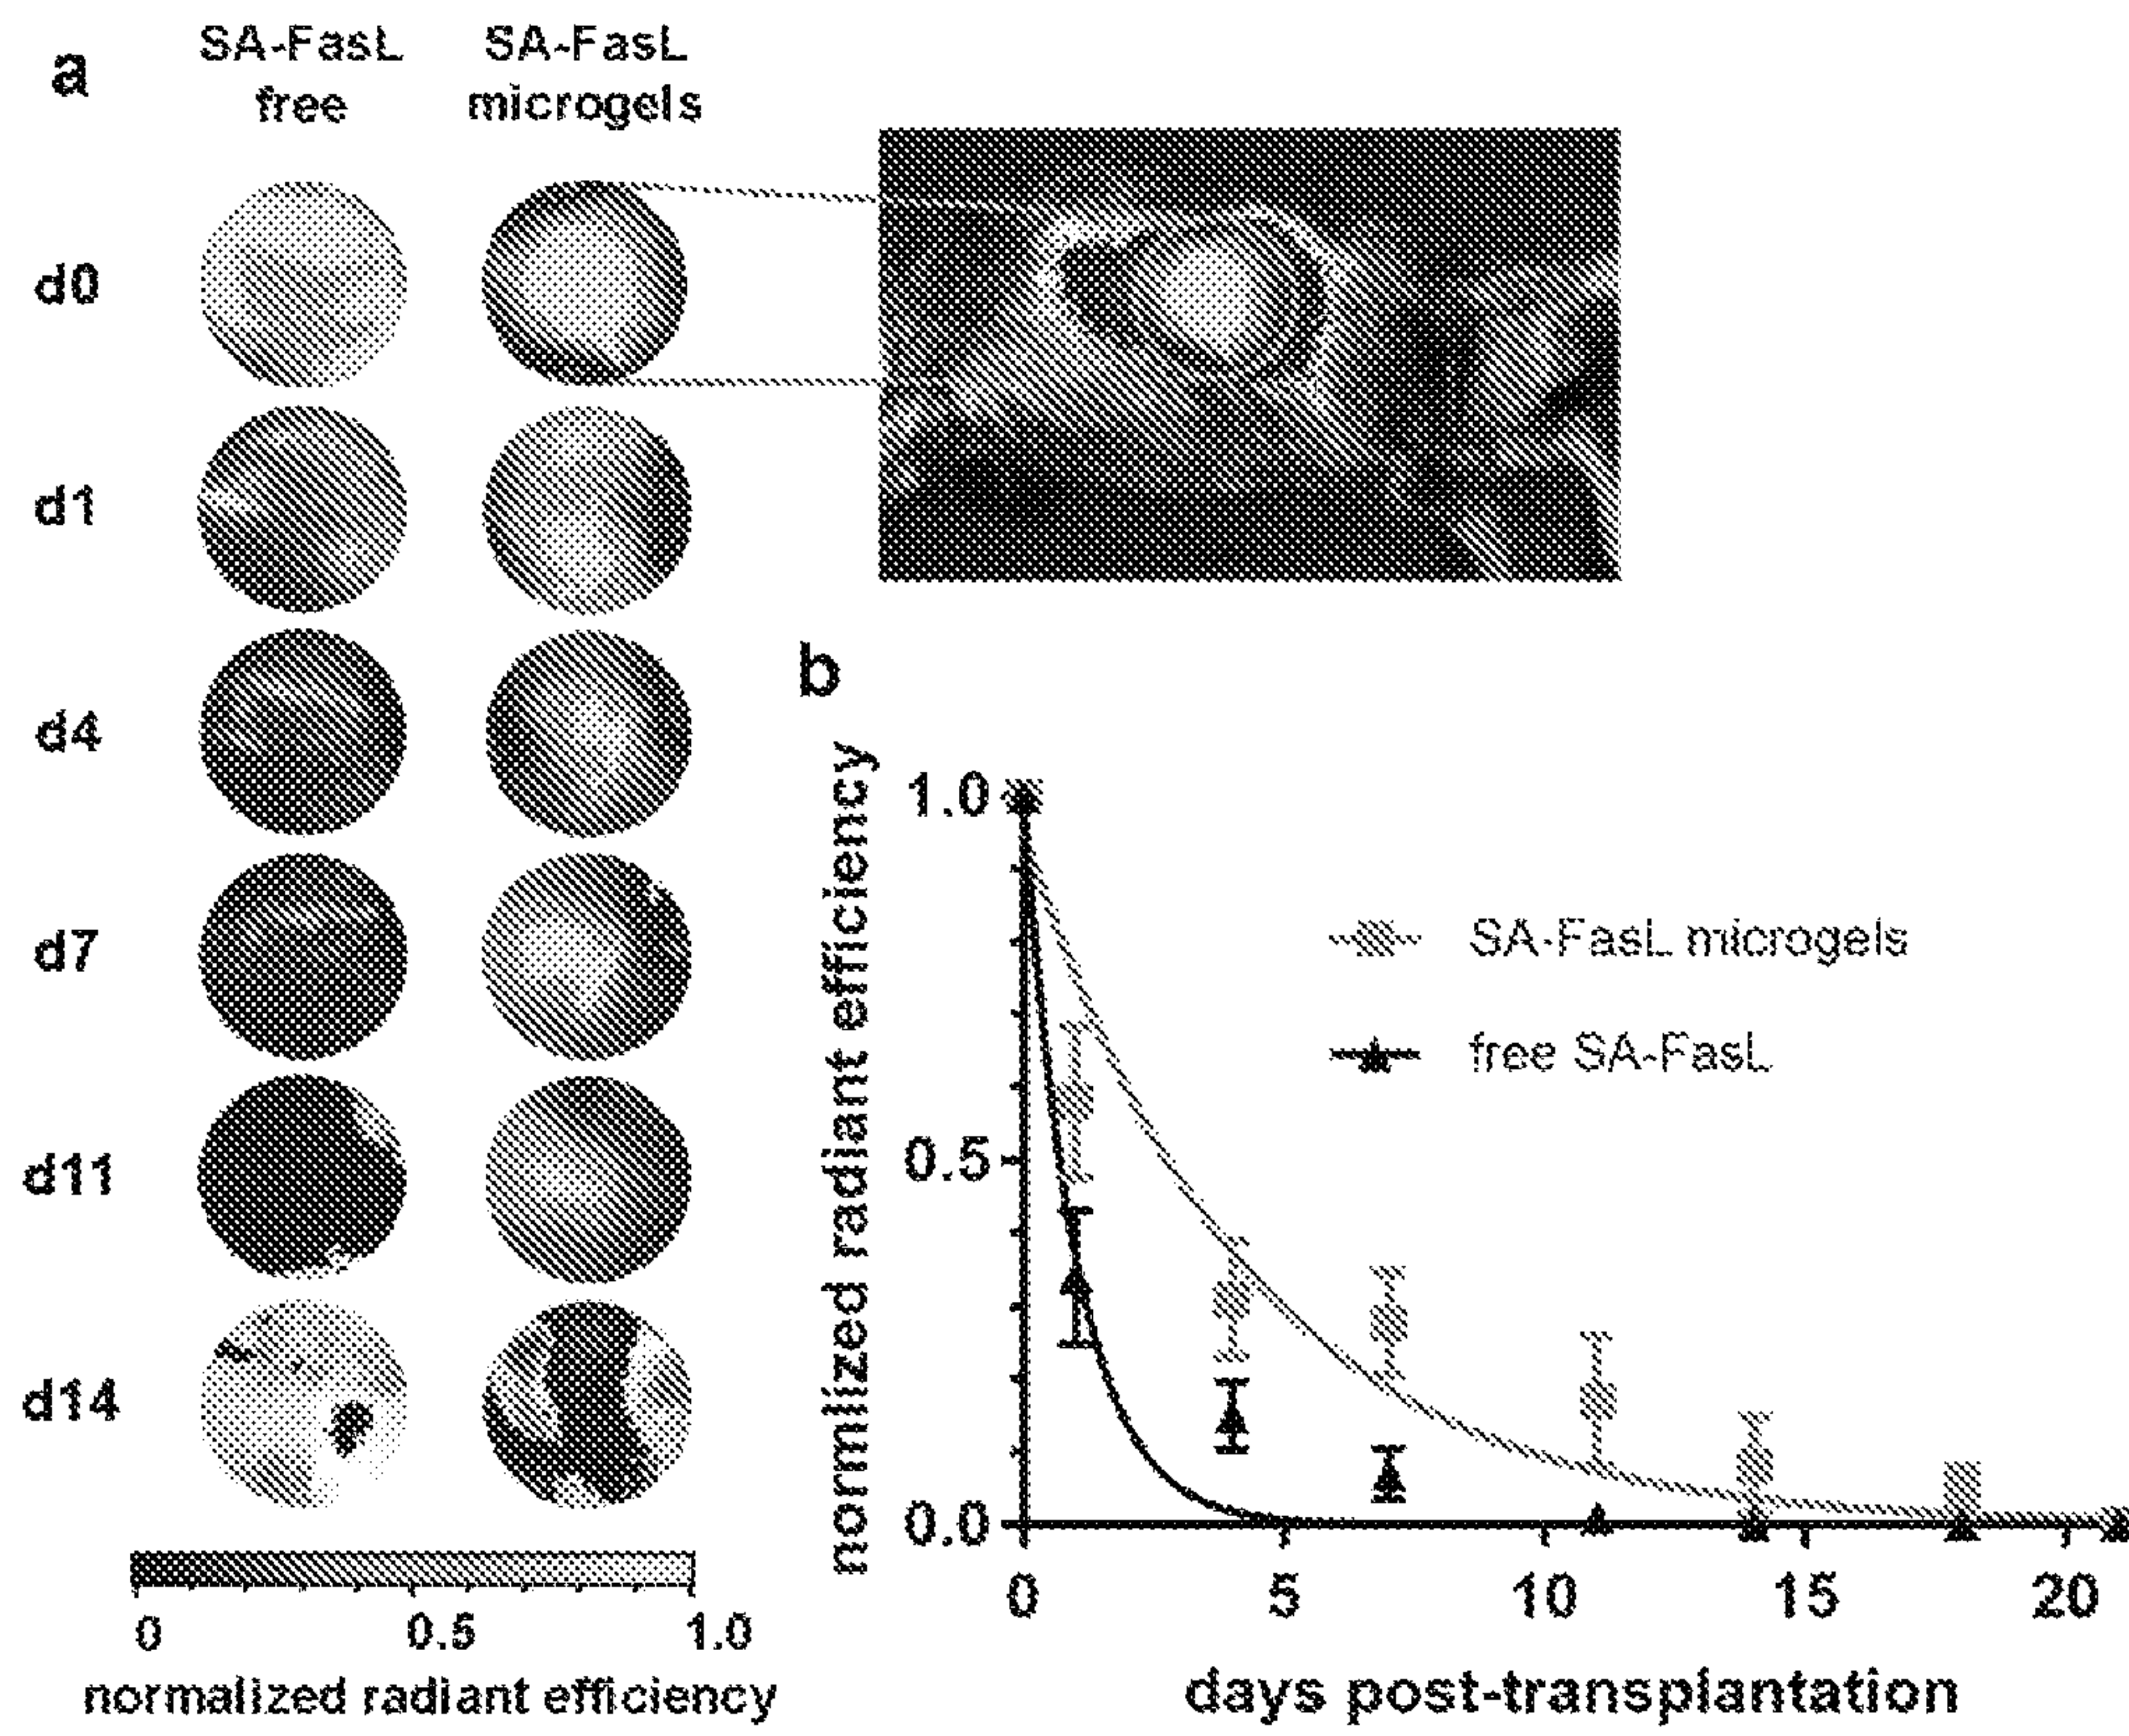 a
SA-FasL
free
SA-FasL
microgels
d0
d1
d4
d7
d11
d14
0 0.5 1.0
normalized radiant efficiency
b
normlized radiant efficiency
1.0
0.5
0.0
SA-FasL microgels
free SA-FasL
0 5 10 15 20
days post-transplantation